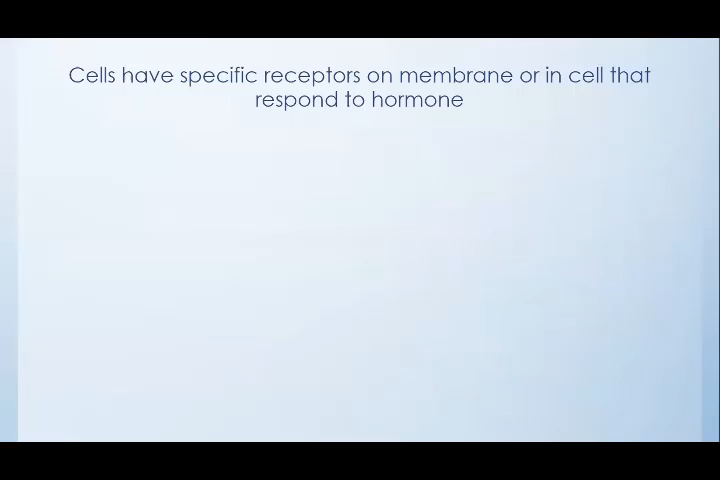 Cells have specific receptors on membrane or in cell that
respond to hormone